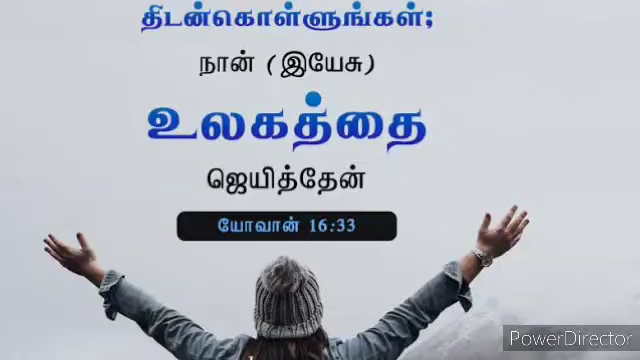 திடன்கொள்ளுங்கள்;
நான் (இயேசு)
உலகத்தை
ஜெயித்தேன்
யோவான் 16:33
PowerDirector